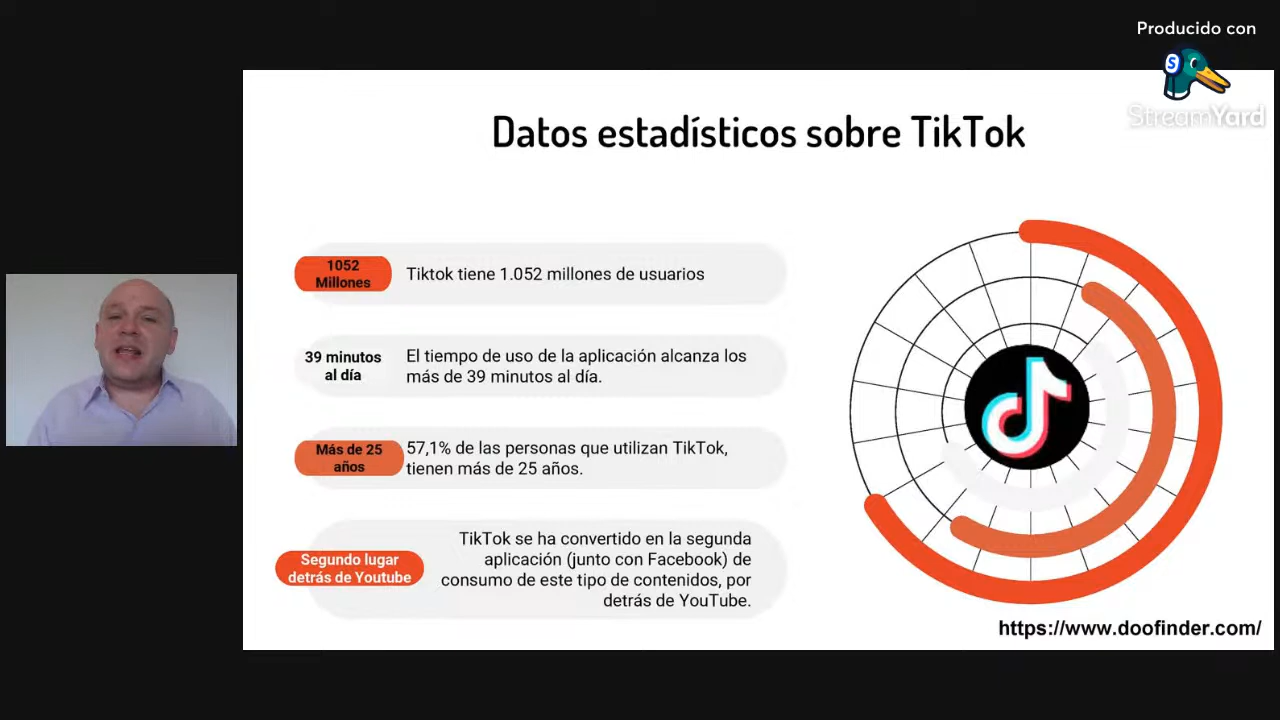 Producido con
S
StreamYard
Datos estadísticos sobre TikTok
1052
Millones
Tiktok tiene 1.052 millones de usuarios
39 minutos
al día
El tiempo de uso de la aplicación alcanza los
más de 39 minutos al día.
Más de 25
años
57,1% de las personas que utilizan TikTok,
tienen más de 25 años.
Segundo lugar
detrás de Youtube
TikTok se ha convertido en la segunda
aplicación (junto con Facebook) de
consumo de este tipo de contenidos, por
detrás de YouTube.
https://www.doofinder.com/